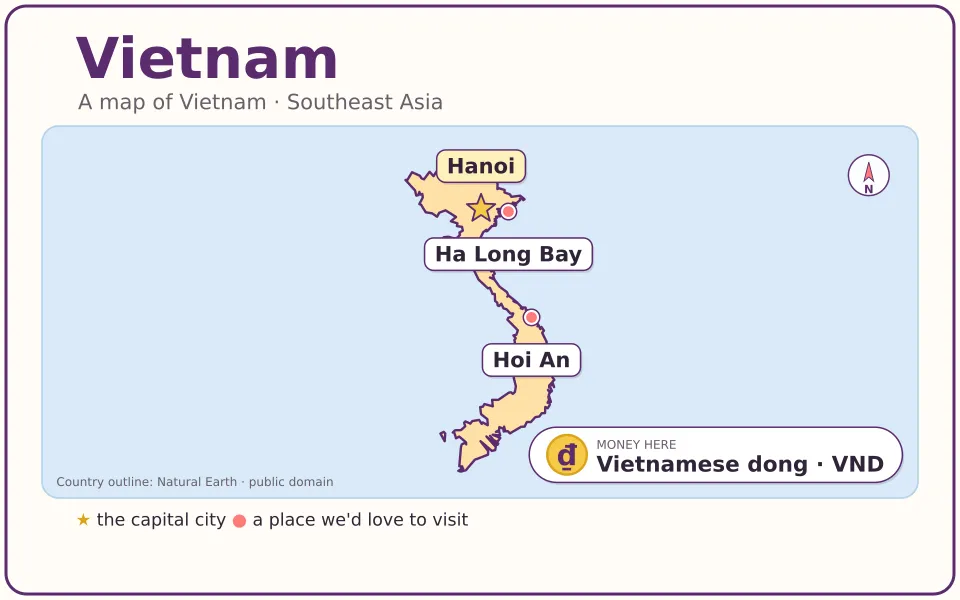 Vietnam
A map of Vietnam · Southeast Asia
Hanoi
N
Ha Long Bay
Hoi An
₫
MONEY HERE
Vietnamese dong · VND
Country outline: Natural Earth · public domain
★ the capital city ● a place we'd love to visit